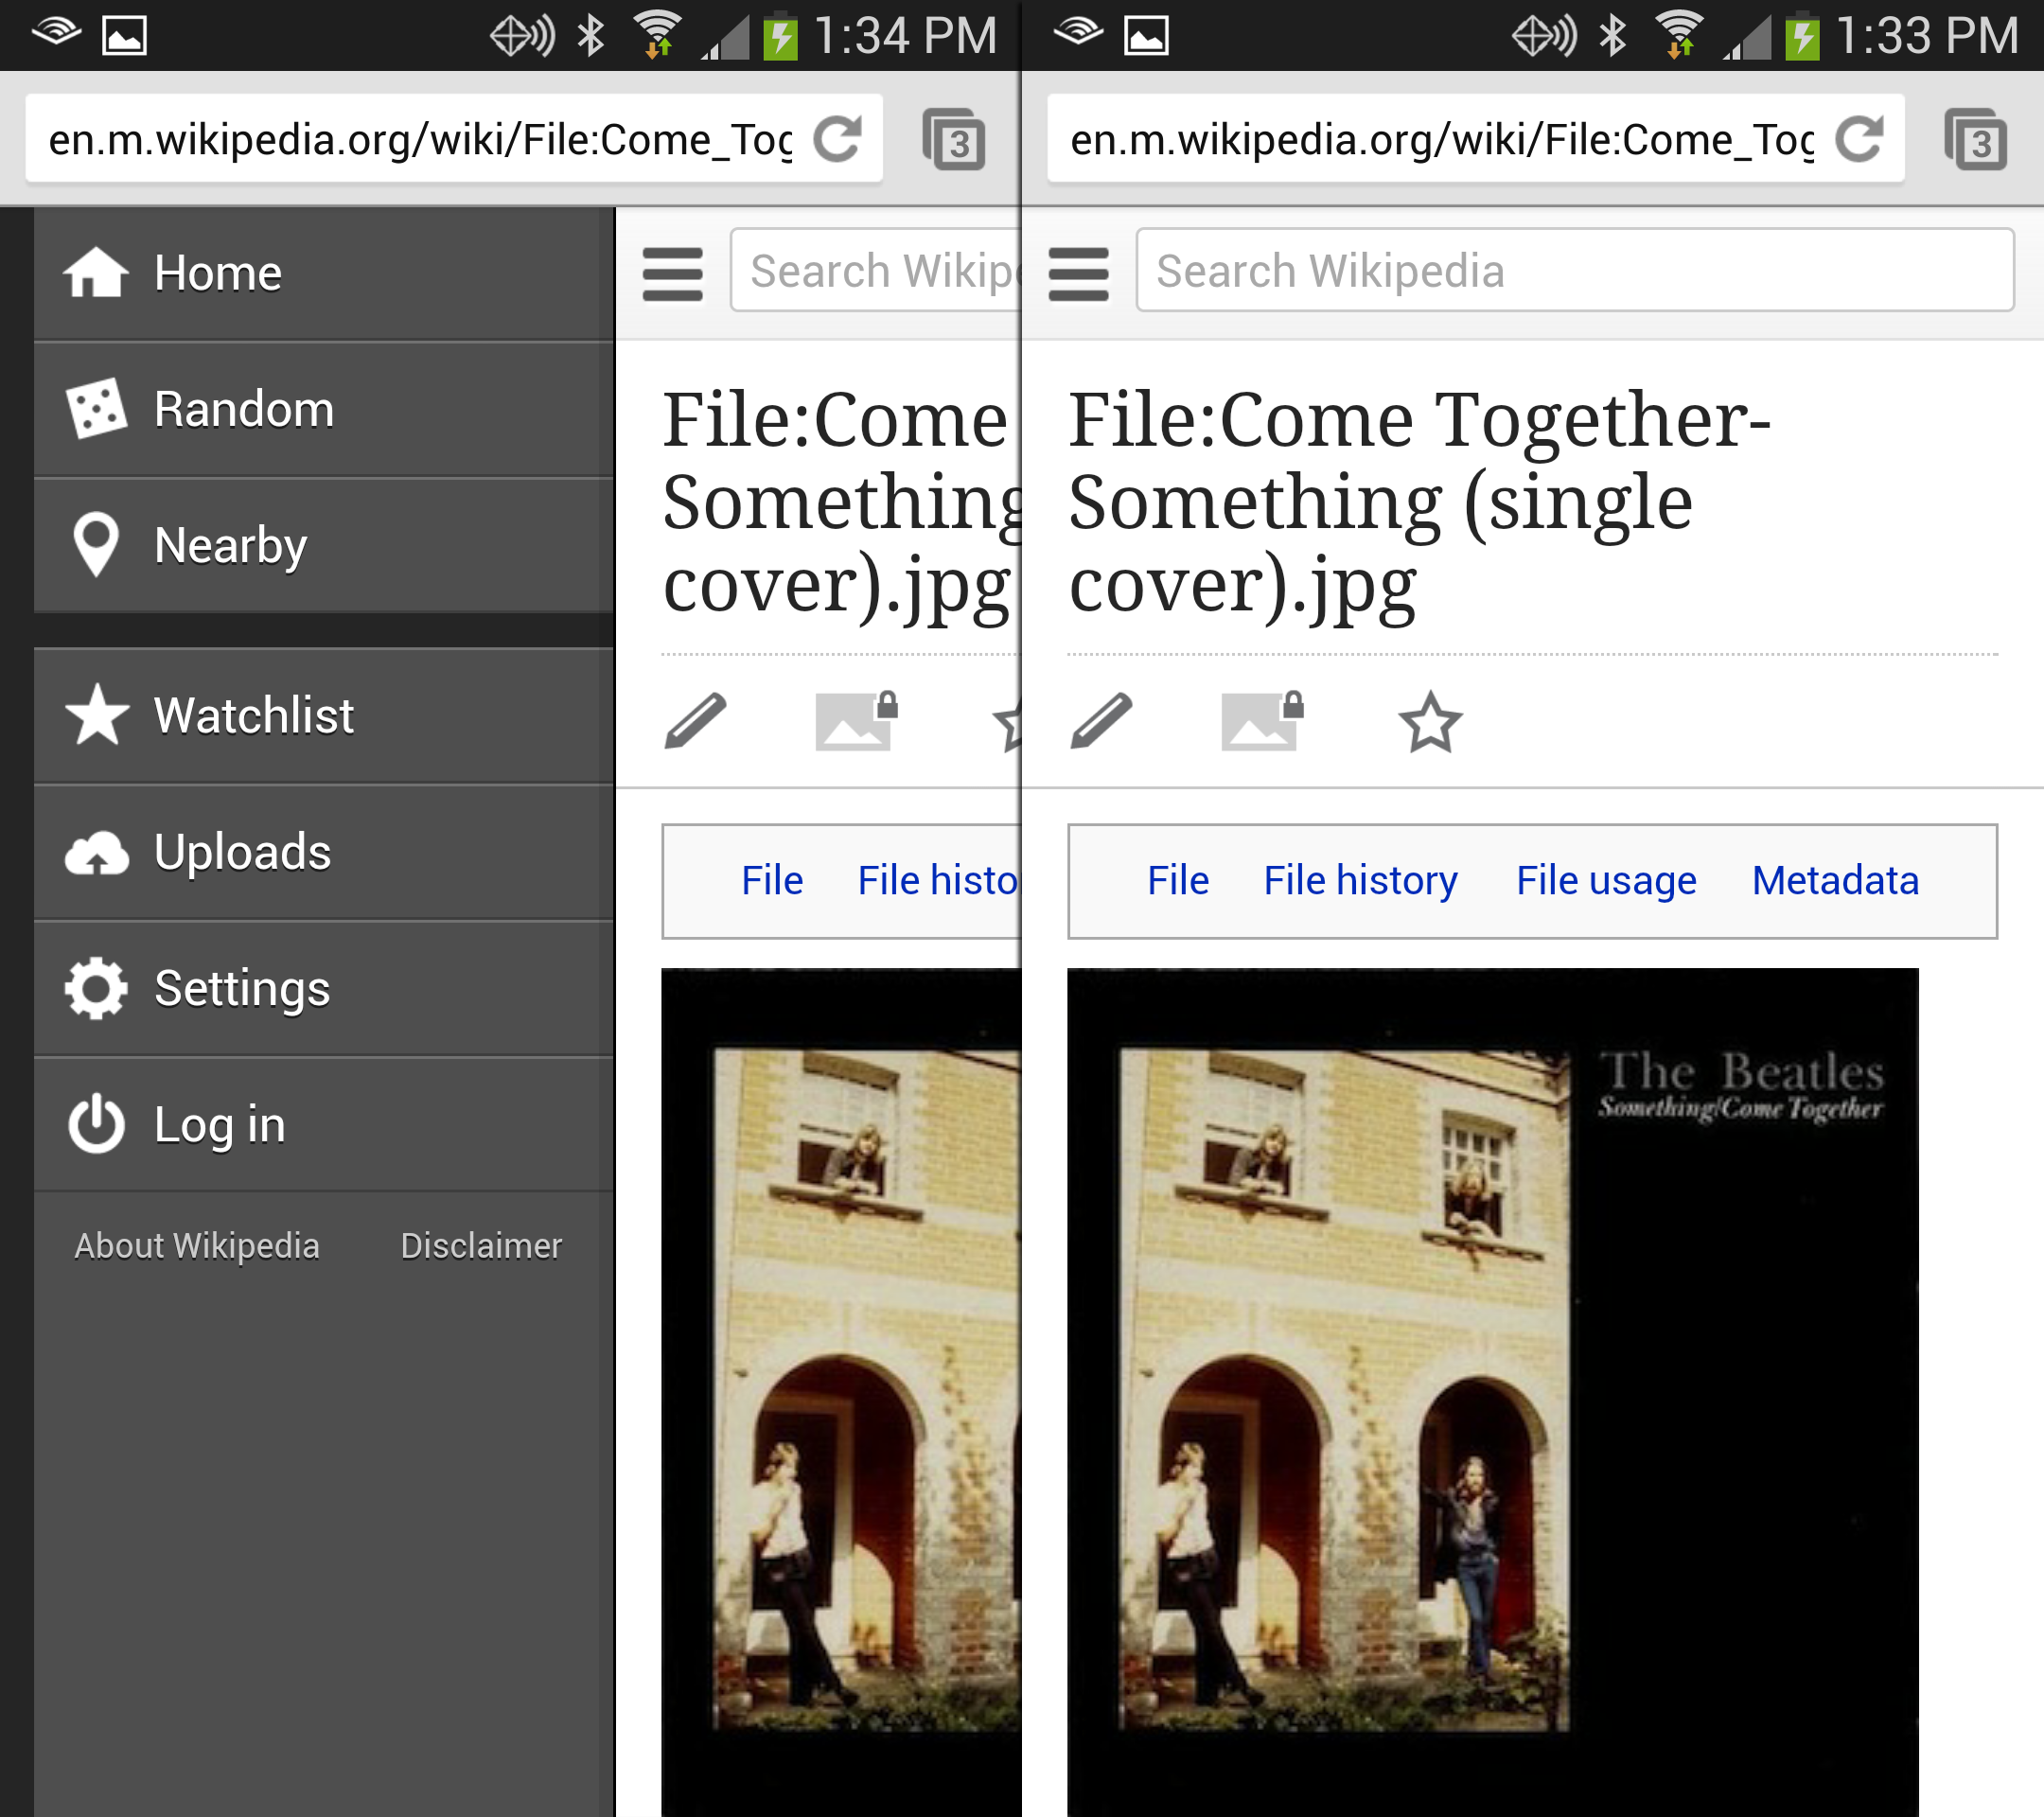 1:34 PM
en.m.wikipedia.org/wiki/File:Come_Tog
3
Home
Random
Nearby
Watchlist
Uploads
Settings
Log in
About Wikipedia Disclaimer
Search Wikipe
File:Come
Something
cover).jpg
File File histo
1:33 PM
en.m.wikipedia.org/wiki/File:Come_Tog
3
Search Wikipedia
File:Come Together-
Something (single
cover).jpg
File File history File usage Metadata
The Beatles
Something/Come Together